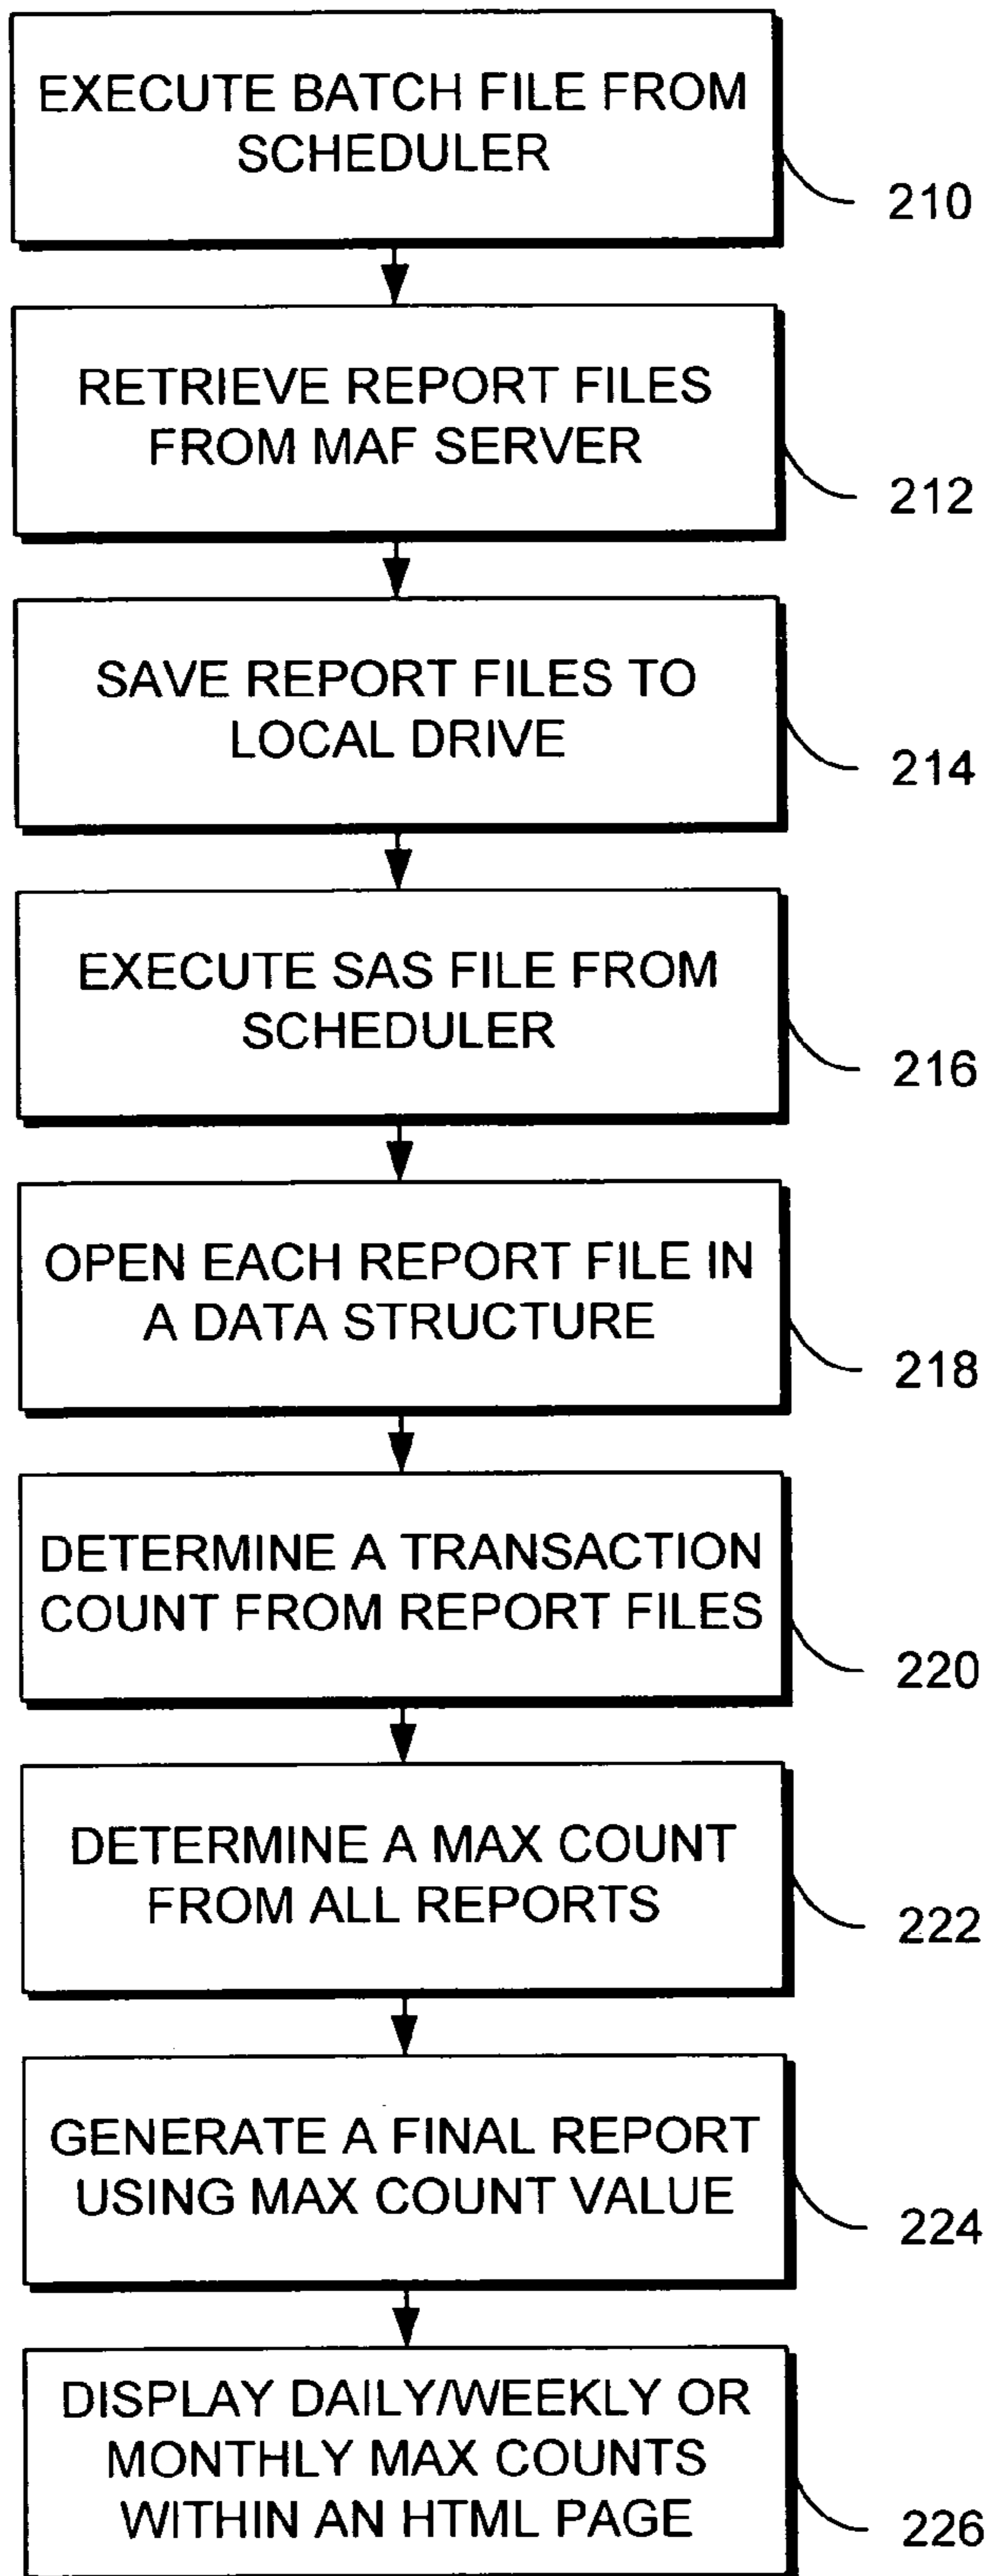 EXECUTE BATCH FILE FROM
SCHEDULER
210
RETRIEVE REPORT FILES
FROM MAF SERVER
212
SAVE REPORT FILES TO
LOCAL DRIVE
214
EXECUTE SAS FILE FROM
SCHEDULER
216
OPEN EACH REPORT FILE IN
A DATA STRUCTURE
218
DETERMINE A TRANSACTION
COUNT FROM REPORT FILES
220
DETERMINE A MAX COUNT
FROM ALL REPORTS
222
GENERATE A FINAL REPORT
USING MAX COUNT VALUE
224
DISPLAY DAILY/WEEKLY OR
MONTHLY MAX COUNTS
WITHIN AN HTML PAGE
226